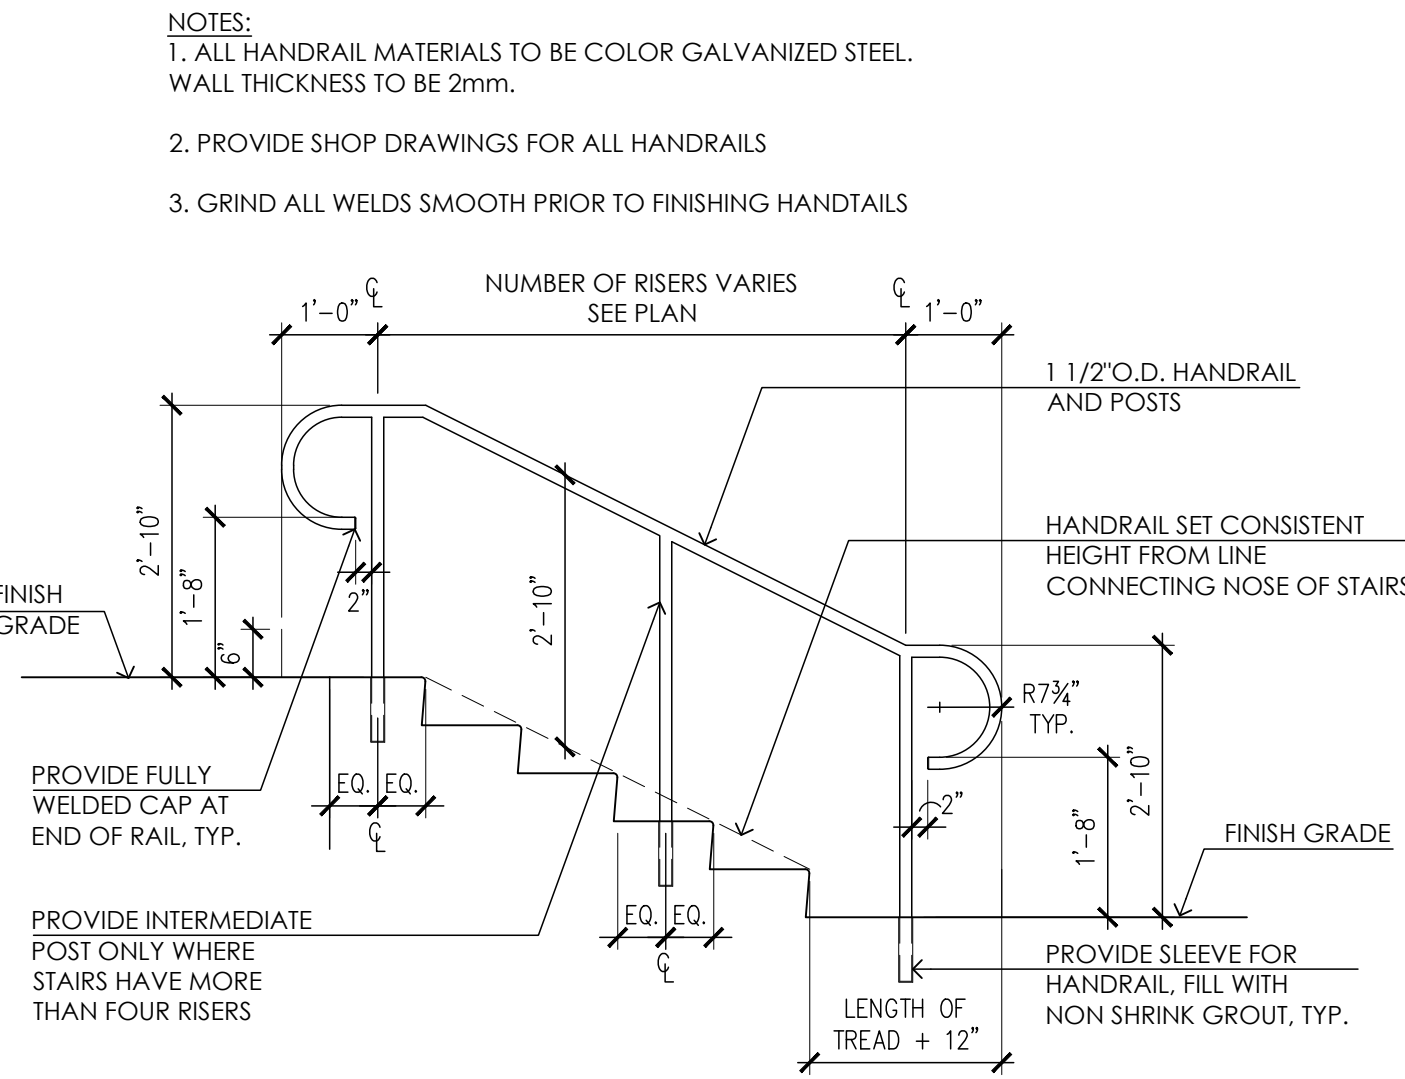 NOTES:
1. ALL HANDRAIL MATERIALS TO BE COLOR GALVANIZED STEEL.
WALL THICKNESS TO BE 2mm.
2. PROVIDE SHOP DRAWINGS FOR ALL HANDRAILS
3. GRIND ALL WELDS SMOOTH PRIOR TO FINISHING HANDTAILS
1'-0"
℄
NUMBER OF RISERS VARIES
SEE PLAN
℄
1'-0"
1 1/2"O.D. HANDRAIL
AND POSTS
2'-10"
1'-8"
6"
2"
2'-10"
HANDRAIL SET CONSISTENT
HEIGHT FROM LINE
CONNECTING NOSE OF STAIRS
FINISH
GRADE
R7¾"
TYP.
PROVIDE FULLY
WELDED CAP AT
END OF RAIL, TYP.
EQ. EQ.
℄
2"
1'-8"
2'-10"
FINISH GRADE
PROVIDE INTERMEDIATE
POST ONLY WHERE
STAIRS HAVE MORE
THAN FOUR RISERS
EQ. EQ.
℄
PROVIDE SLEEVE FOR
HANDRAIL, FILL WITH
NON SHRINK GROUT, TYP.
LENGTH OF
TREAD + 12"